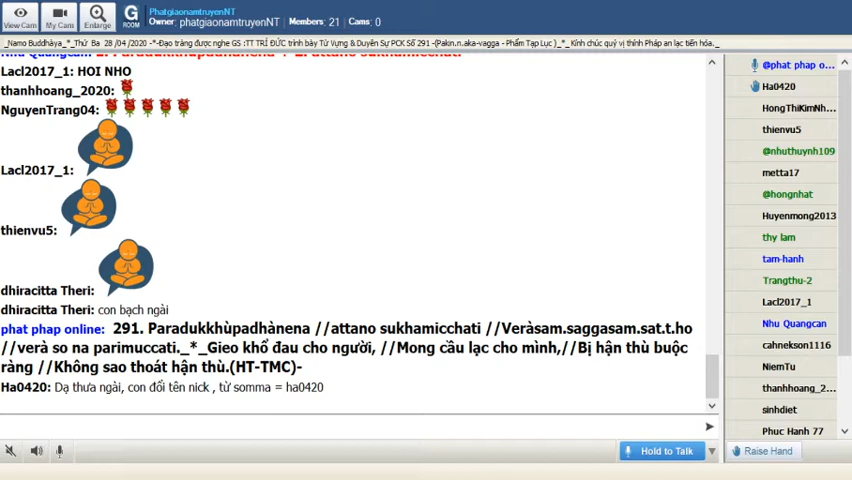 View Cam
My Cam
Enlarge
G
ROOM
PhatgiaonamtruyenNT
Owner: phatgiaonamtruyenNT | Members: 21 | Cams: 0
_Namo Buddhàya_*_Thứ Ba 28 /04 /2020 -*-Đạo tràng được nghe GS :TT TRÍ ĐỨC trình bày Từ Vựng & Duyên Sự PCK Số 291 -(Pakin.n.aka-vagga - Phẩm Tạp Lục )_*_ Kính chúc quý vị thính Pháp an lạc tiến hóa._
Lacl2017_1: HOI NHO
thanhhoang_2020:
NguyenTrang04:
Lacl2017_1:
thienvu5:
dhiracitta Theri:
dhiracitta Theri: con bạch ngài
phat phap online: 291. Paradukkhùpadhànena //attano sukhamicchati //Veràsam.saggasam.sat.t.ho
//verà so na parimuccati._*_Gieo khổ đau cho người, //Mong cầu lạc cho mình,//Bị hận thù buộc
ràng //Không sao thoát hận thù.(HT-TMC)-
Ha0420: Dạ thưa ngài, con đổi tên nick , từ somma = ha0420
@phat phap o...
Ha0420
HongThiKimNh...
thienvu5
@nhuthuynh109
metta17
@hongnhat
Huyenmong2013
thy lam
tam-hanh
Trangthu-2
Lacl2017_1
Nhu Quangcan
cahnekson1116
NiemTu
thanhhoang_2...
sinhdiet
Phuc Hanh 77
Hold to Talk
Raise Hand